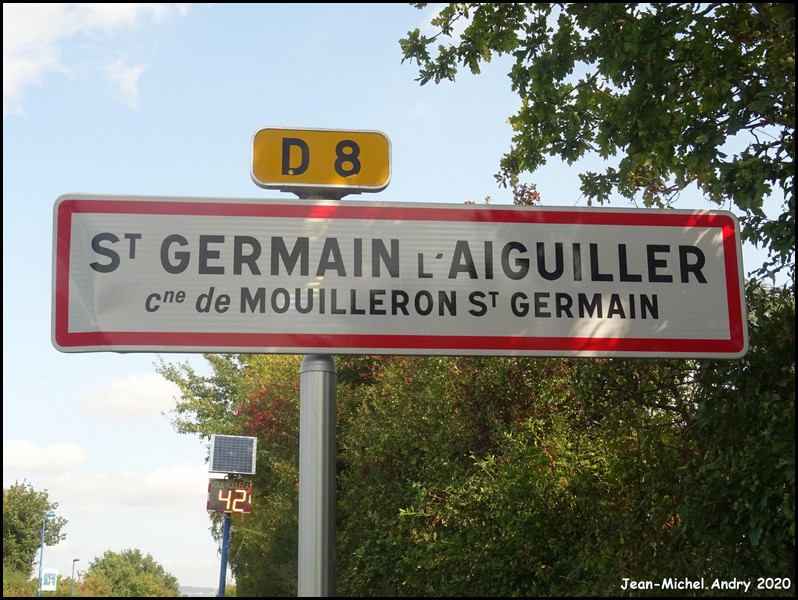 D 8
ST GERMAIN L'AIGUILLER
cne de MOUILLERON ST GERMAIN
42
Jean-Michel Andry 2020